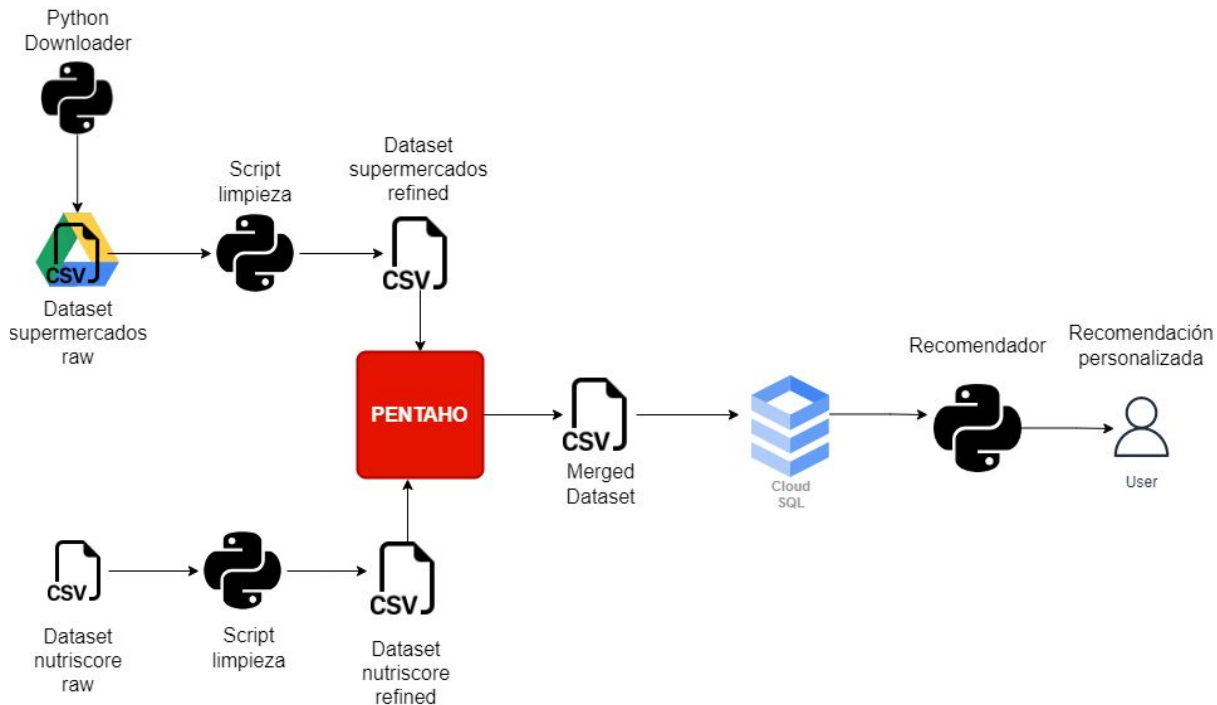 Python
Downloader
Script
limpieza
Dataset
supermercados
refined
CSV
CSV
Dataset
supermercados
raw
PENTAHO
CSV
Merged
Dataset
Cloud
SQL
Recomendador
Recomendación
personalizada
User
CSV
CSV
Dataset
nutriscore
raw
Script
limpieza
Dataset
nutriscore
refined